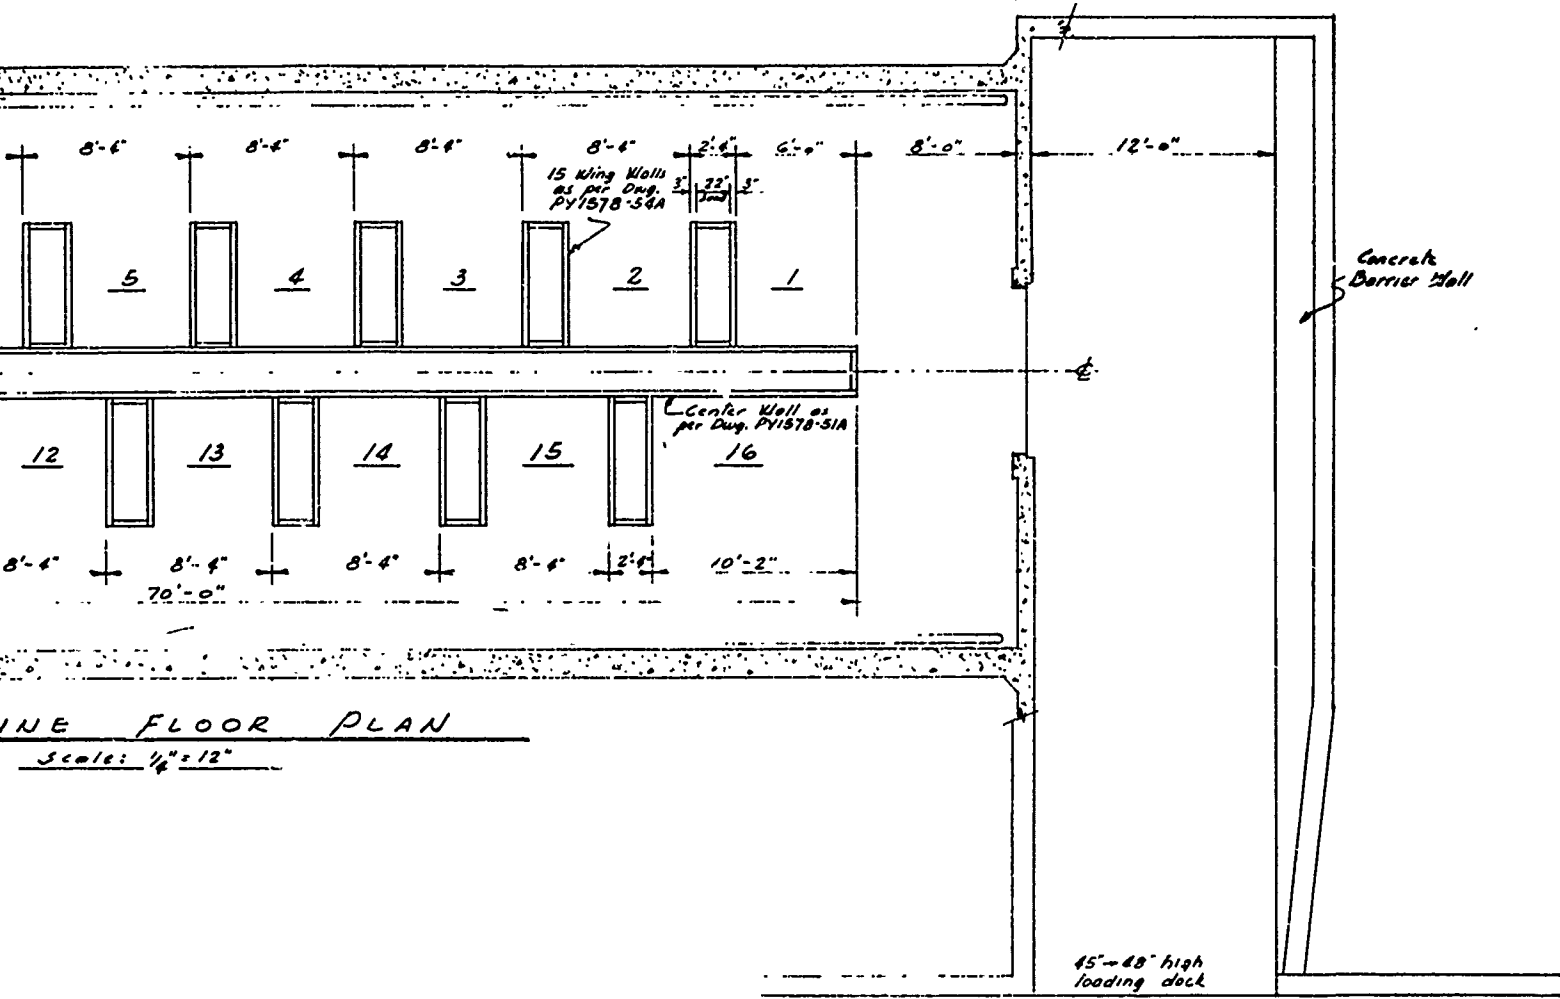 8'-4" 8'-4" 8'-4" 8'-4" 2'-4" 6'-0" 8'-0" 12'-0"
15 Wing Walls
as per Dwg.
PY1578-54A
3" 22" 3"
5 4 3 2 1
Concrete
Barrier Wall
℄
Center Wall as
per Dwg. PY1578-51A
12 13 14 15 16
8'-4" 8'-4" 8'-4" 8'-4" 2'-4" 10'-2"
70'-0"
INE FLOOR PLAN
Scale: 1/4" = 12"
45"-48" high
loading dock